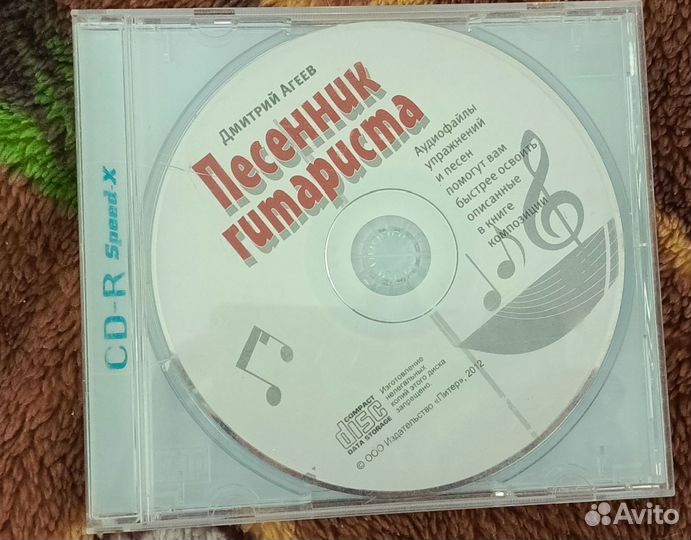 CD-R Speed-X
Дмитрий Агеев
Песенник
гитариста
Аудиофайлы
упражнений
и песен
помогут вам
быстрее освоить
описанные
в книге
композиции
COMPACT
disc
DATA STORAGE
Изготовление
нелегальных
копий этого диска
запрещено.
© ООО Издательство «Питер», 2012
Avito